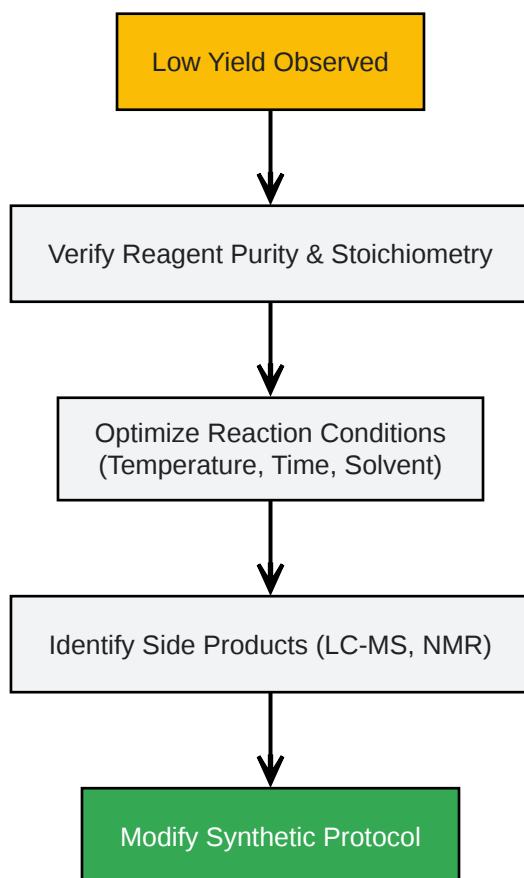 Low Yield Observed
Verify Reagent Purity & Stoichiometry
Optimize Reaction Conditions
(Temperature, Time, Solvent)
Identify Side Products (LC-MS, NMR)
Modify Synthetic Protocol